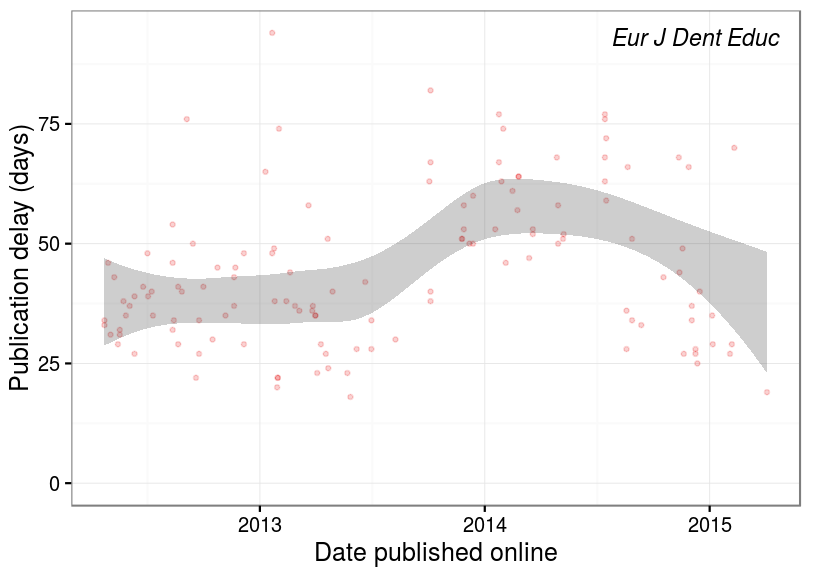 Eur J Dent Educ
Publication delay (days)
75
50
25
0
2013 2014 2015
Date published online